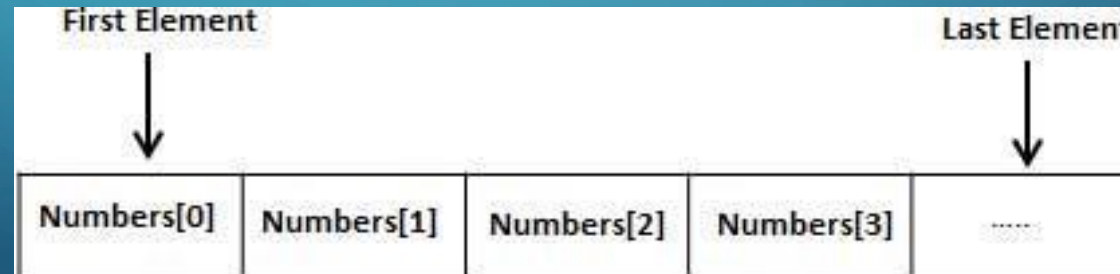 First Element
Last Element
Numbers[0] Numbers[1] Numbers[2] Numbers[3] .....